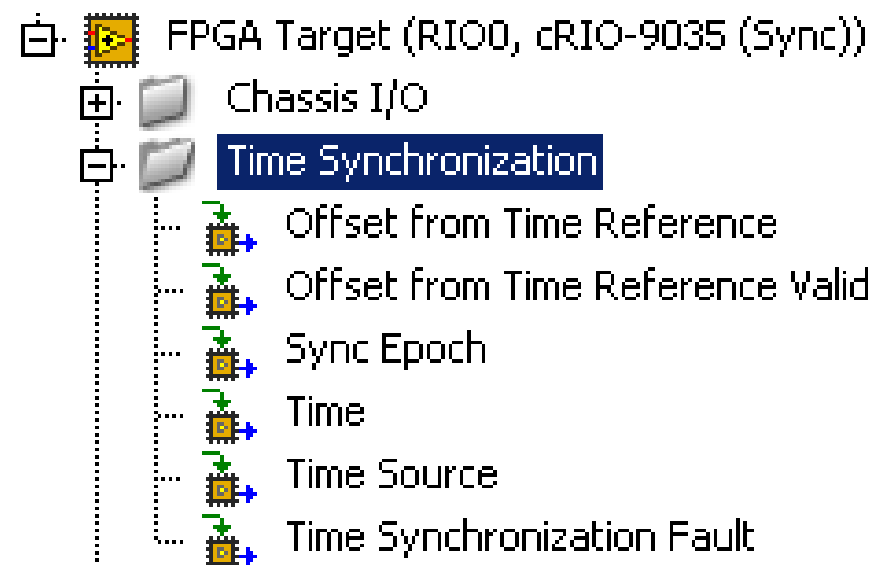 FPGA Target (RIO0, cRIO-9035 (Sync))
Chassis I/O
Time Synchronization
Offset from Time Reference
Offset from Time Reference Valid
Sync Epoch
Time
Time Source
Time Synchronization Fault